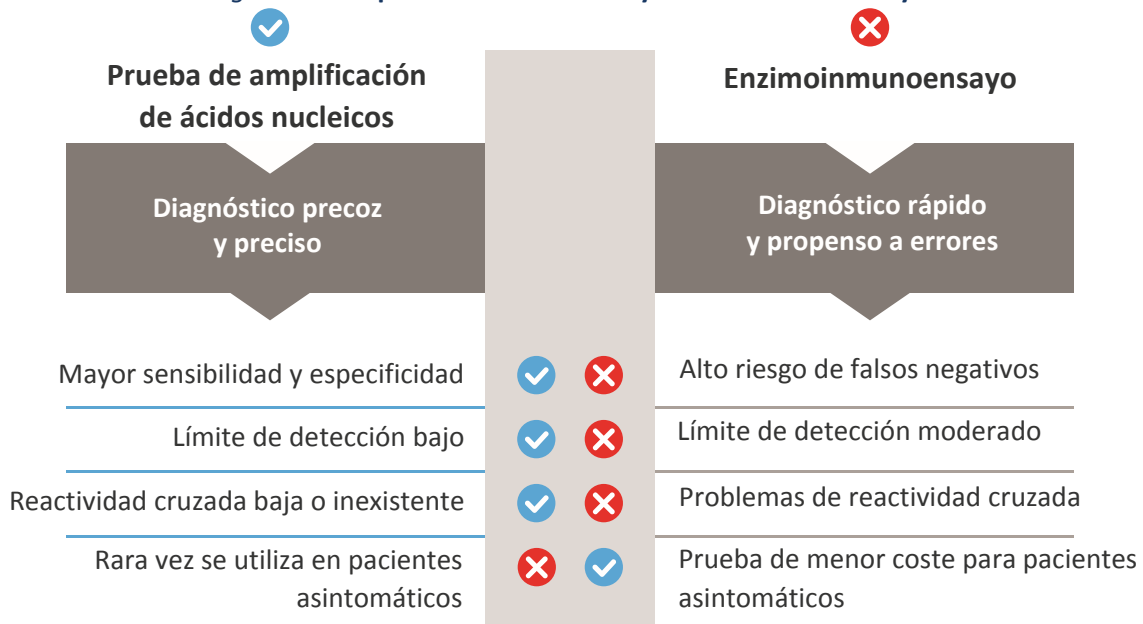 Prueba de amplificación
de ácidos nucleicos
Enzimoinmunoensayo
Diagnóstico precoz
y preciso
Diagnóstico rápido
y propenso a errores
Mayor sensibilidad y especificidad
Alto riesgo de falsos negativos
Límite de detección bajo
Límite de detección moderado
Reactividad cruzada baja o inexistente
Problemas de reactividad cruzada
Rara vez se utiliza en pacientes
asintomáticos
Prueba de menor coste para pacientes
asintomáticos